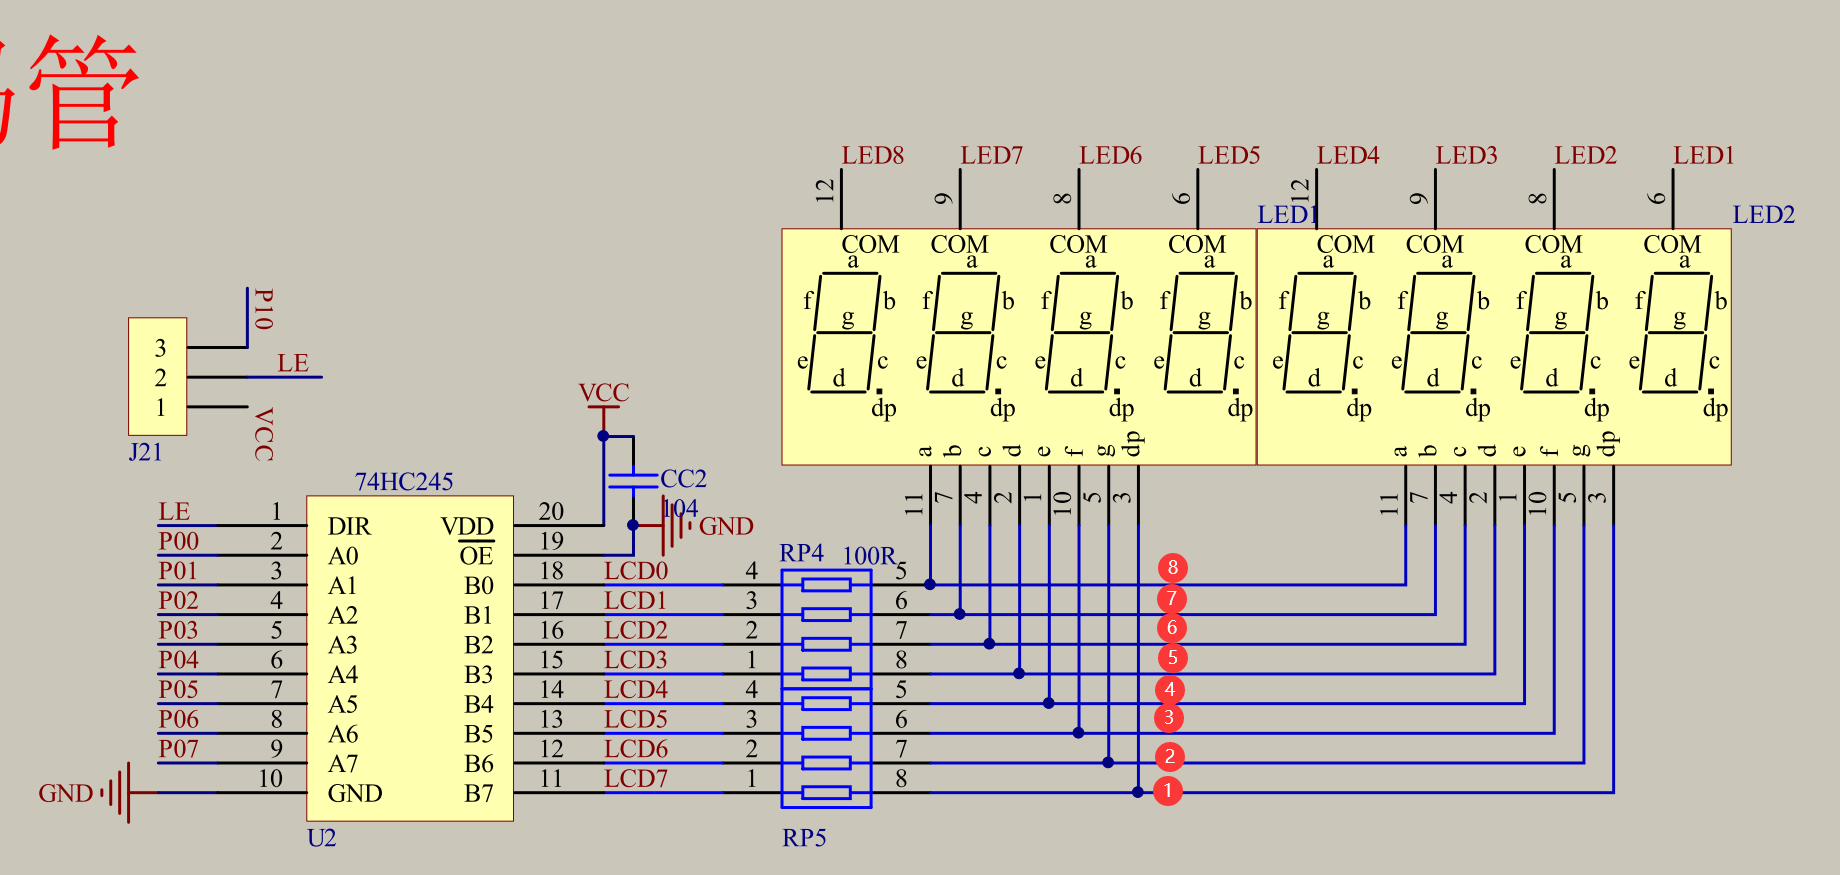 管
LED8 LED7 LED6 LED5 LED4 LED3 LED2 LED1
12 9 8 6 12 9 8 6
LED1 LED2
COM COM COM COM COM COM COM COM
a a a a a a a a
f b f b f b f b f b f b f b f b
g g g g g g g g
e c e c e c e c e c e c e c e c
d d d d d d d d
dp dp dp dp dp dp dp dp
a b c d e f g dp a b c d e f g dp
11 7 4 2 1 10 5 3 11 7 4 2 1 10 5 3
P10
3
2 LE
1 VCC
J21
VCC
CC2
104
GND
74HC245
LE 1 DIR VDD 20
P00 2 A0 OE 19
P01 3 A1 B0 18 LCD0 4 5 8
P02 4 A2 B1 17 LCD1 3 6 7
P03 5 A3 B2 16 LCD2 2 7 6
P04 6 A4 B3 15 LCD3 1 8 5
P05 7 A5 B4 14 LCD4 4 5 4
P06 8 A6 B5 13 LCD5 3 6 3
P07 9 A7 B6 12 LCD6 2 7 2
GND 10 GND B7 11 LCD7 1 8 1
RP4 100R
U2
RP5